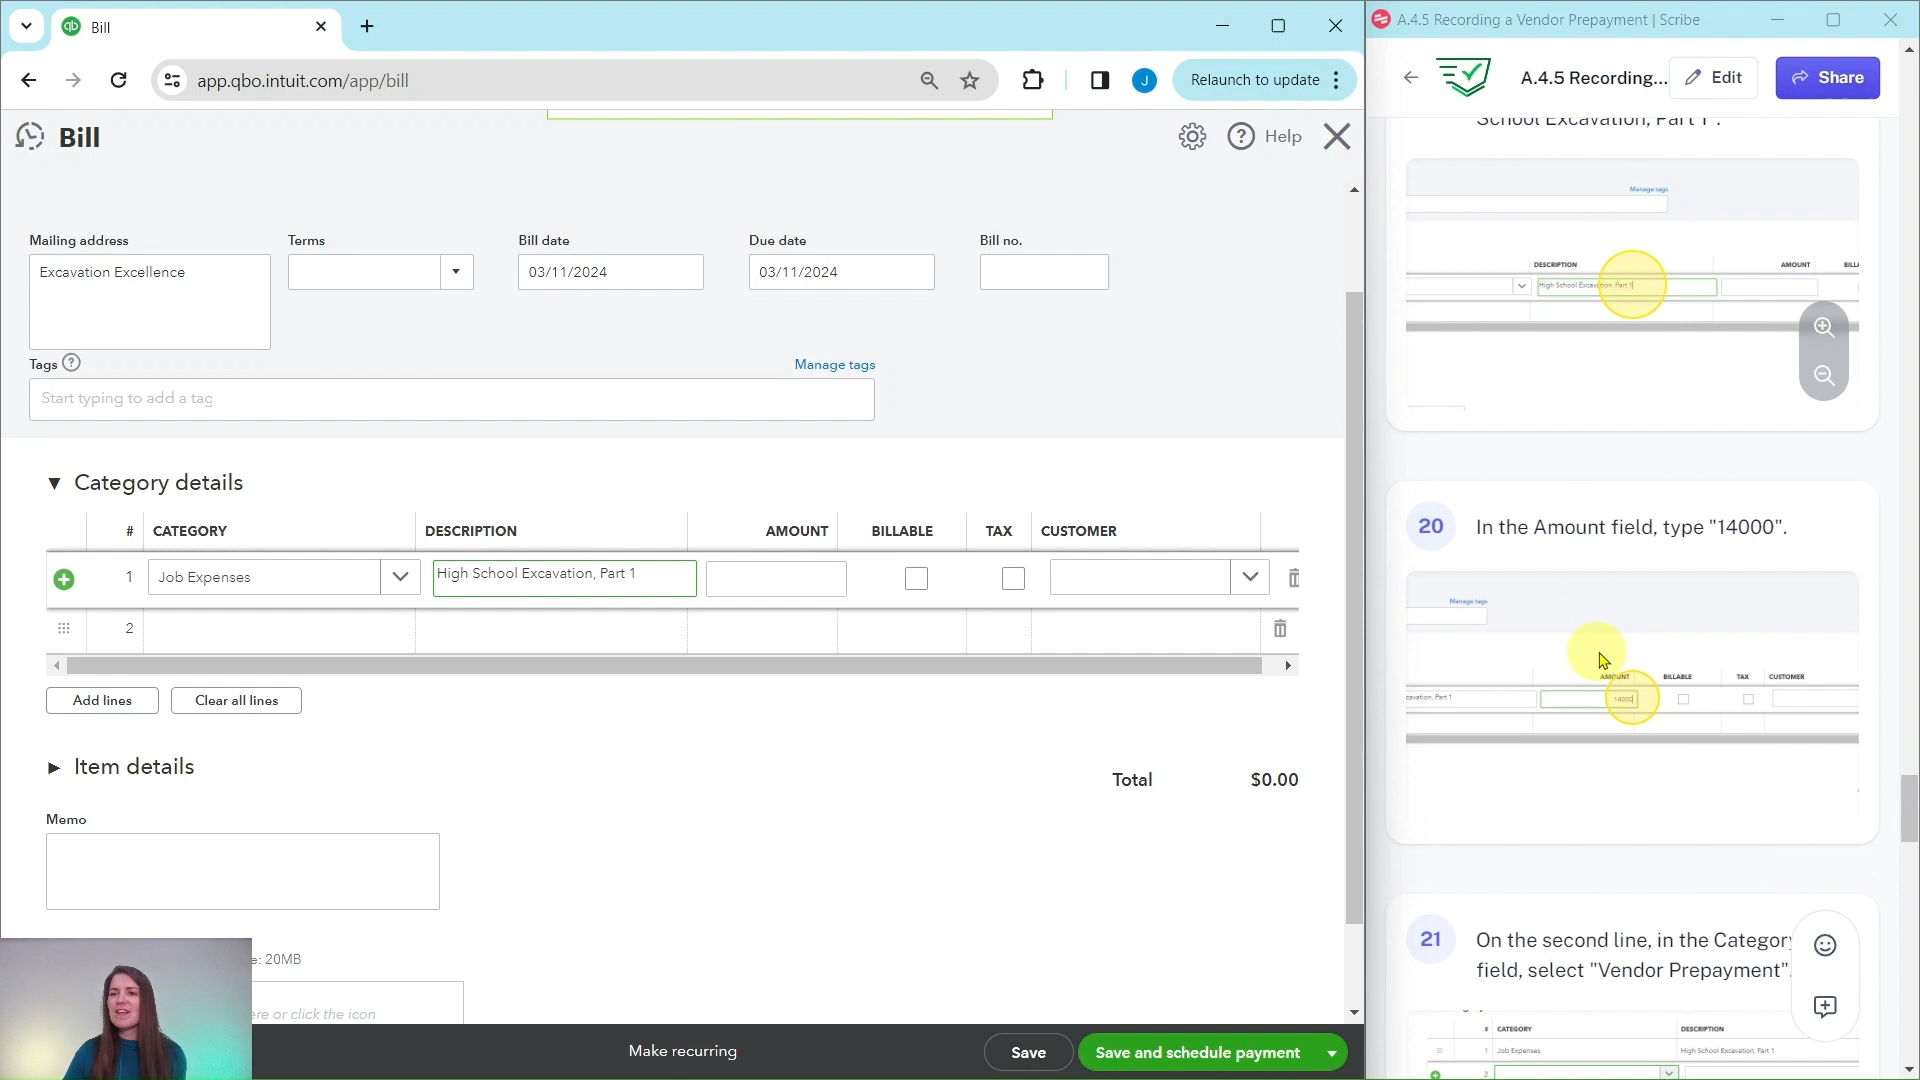 Bill
app.qbo.intuit.com/app/bill
J
Relaunch to update
Bill
Help
Mailing address
Terms
Bill date
Due date
Bill no.
Excavation Excellence
03/11/2024
03/11/2024
Tags
Manage tags
Start typing to add a tag
Category details
# CATEGORY DESCRIPTION AMOUNT BILLABLE TAX CUSTOMER
1 Job Expenses High School Excavation, Part 1
2
Add lines
Clear all lines
Item details
Total $0.00
Memo
e: 20MB
ere or click the icon
Make recurring
Save
Save and schedule payment
A.4.5 Recording a Vendor Prepayment | Scribe
A.4.5 Recording...
Edit
Share
School Excavation, Part 1".
Manage tags
DESCRIPTION AMOUNT BILLA
High School Excavation, Part 1
20 In the Amount field, type "14000".
Manage tags
AMOUNT BILLABLE TAX CUSTOMER
cavation, Part 1 14000
21 On the second line, in the Category
field, select "Vendor Prepayment".
# CATEGORY DESCRIPTION
1 Job Expenses High School Excavation, Part 1
2